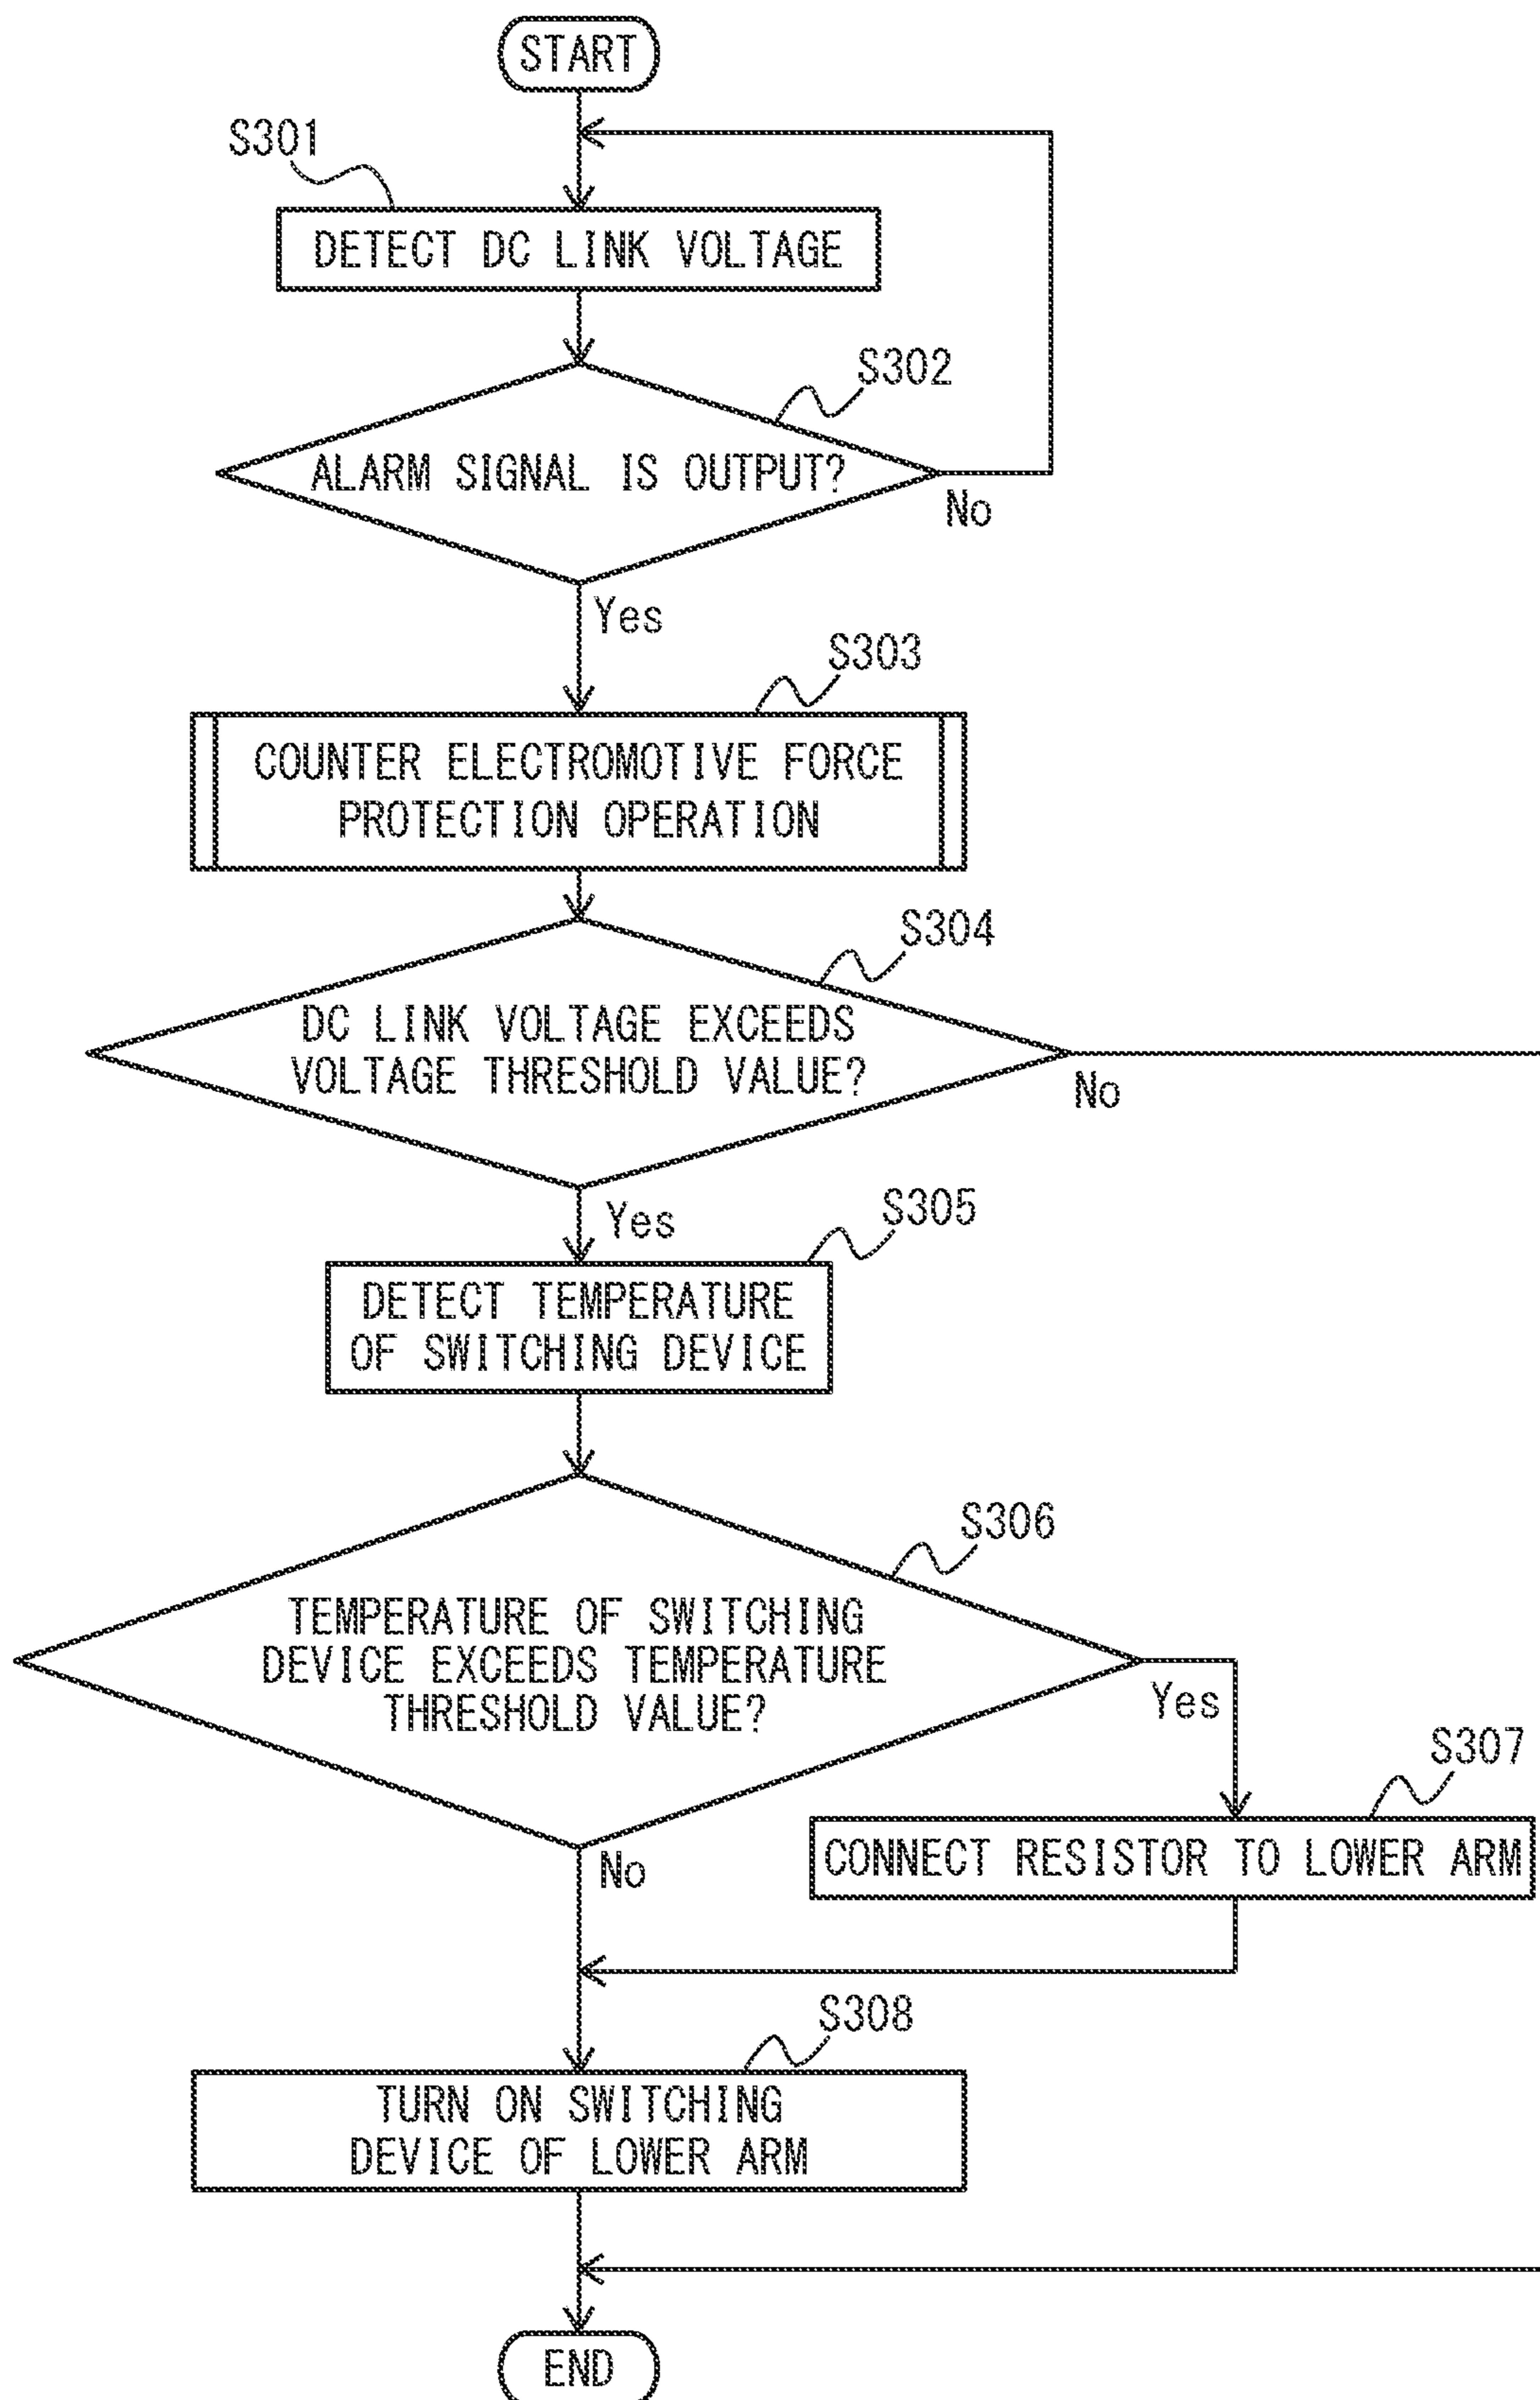 START
S301
DETECT DC LINK VOLTAGE
S302
ALARM SIGNAL IS OUTPUT?
No
Yes
S303
COUNTER ELECTROMOTIVE FORCE
PROTECTION OPERATION
S304
DC LINK VOLTAGE EXCEEDS
VOLTAGE THRESHOLD VALUE?
No
Yes
S305
DETECT TEMPERATURE
OF SWITCHING DEVICE
S306
TEMPERATURE OF SWITCHING
DEVICE EXCEEDS TEMPERATURE
THRESHOLD VALUE?
Yes
S307
CONNECT RESISTOR TO LOWER ARM
No
S308
TURN ON SWITCHING
DEVICE OF LOWER ARM
END